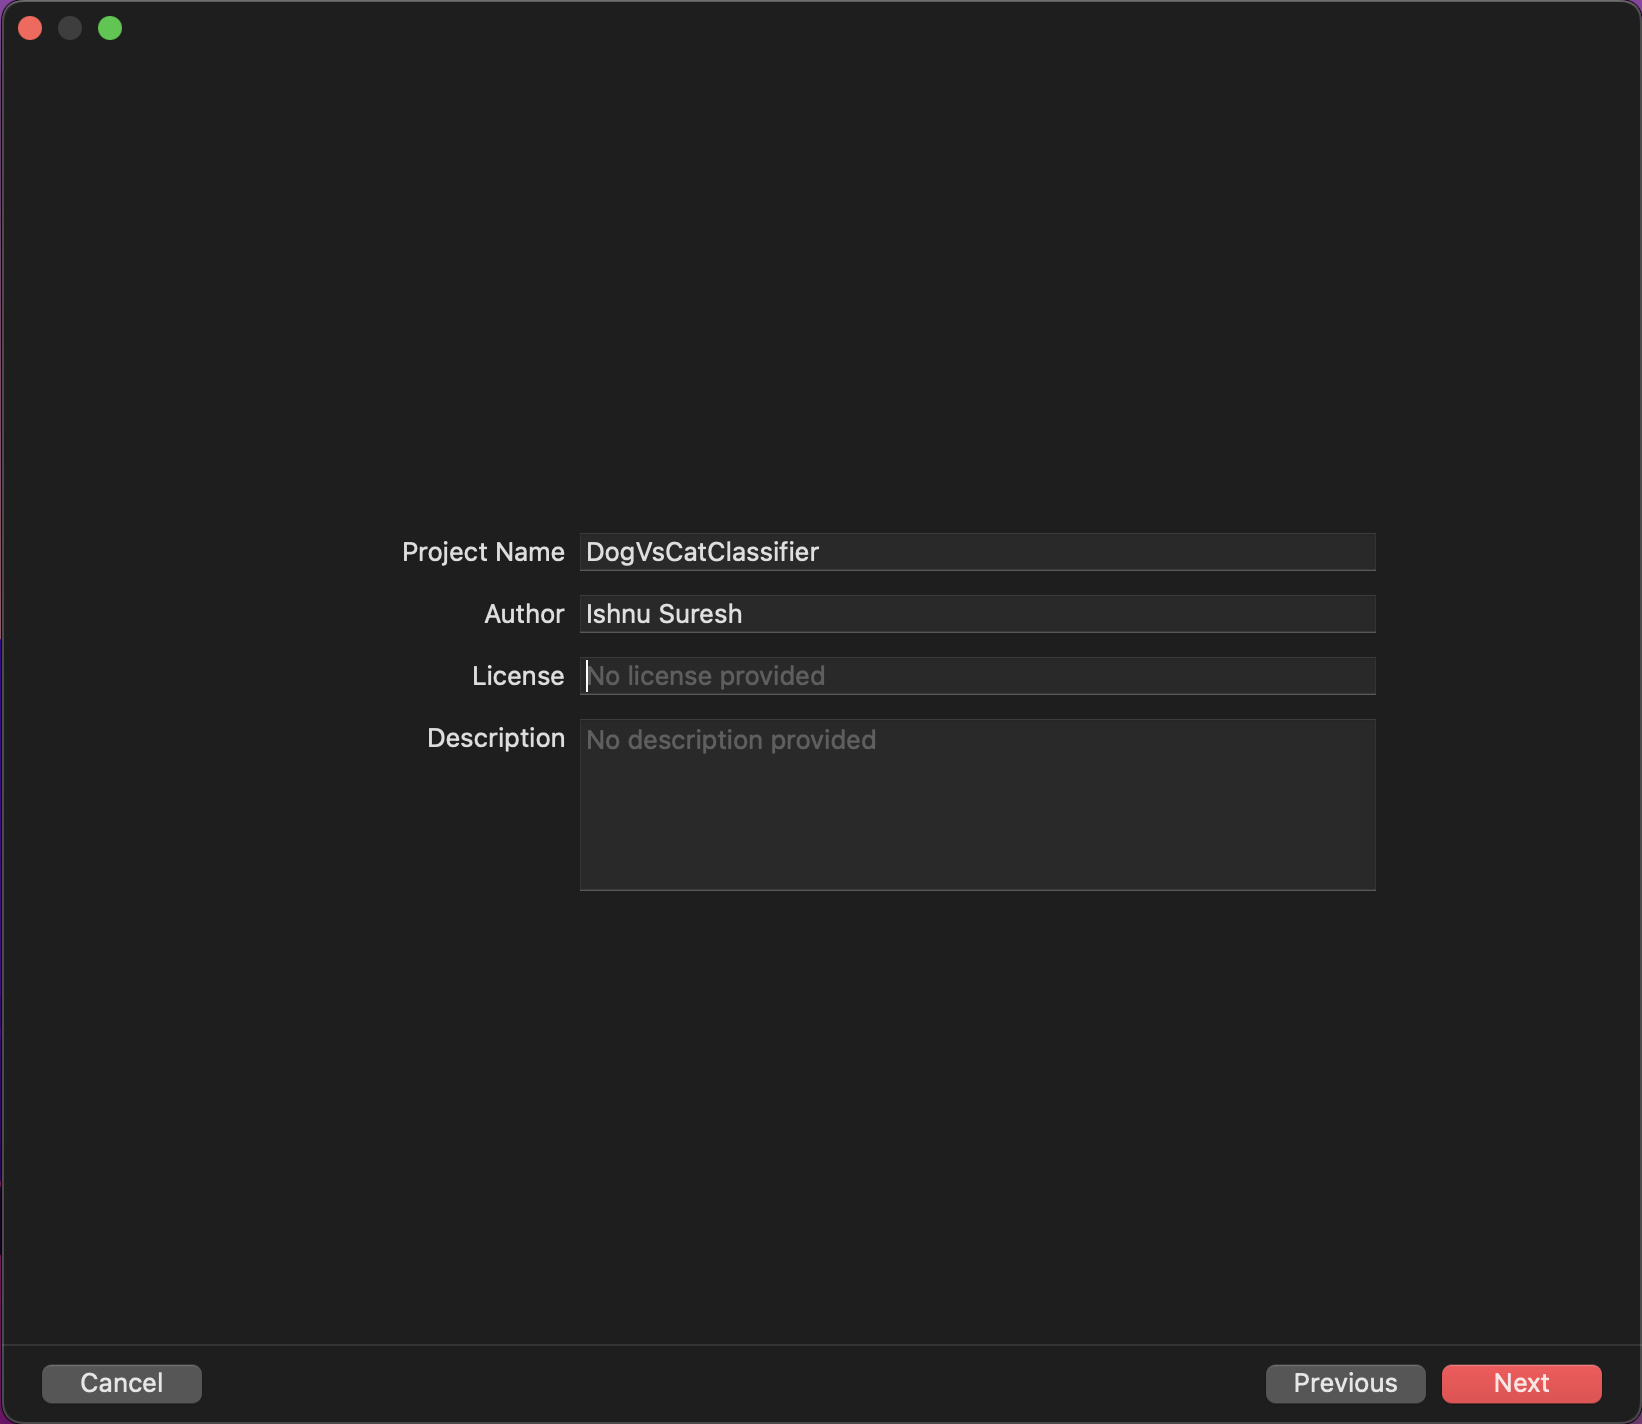 Project Name DogVsCatClassifier
Author Ishnu Suresh
License No license provided
Description No description provided
Cancel Previous Next